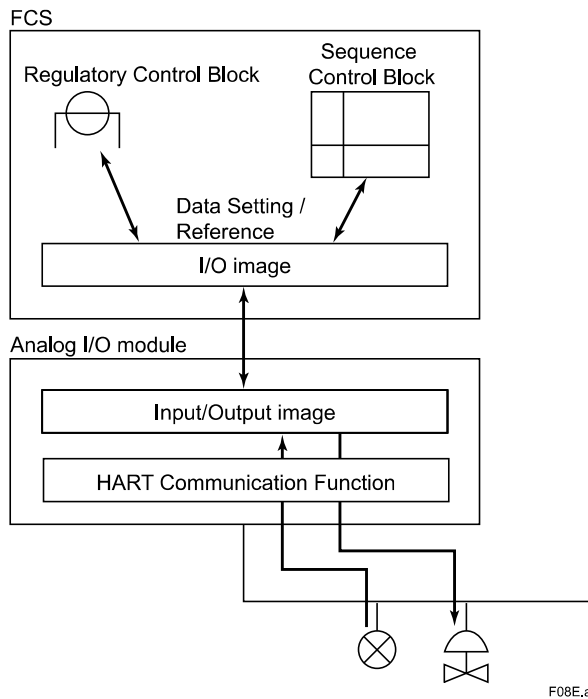 FCS
Regulatory Control Block
Sequence
Control Block
Data Setting /
Reference
I/O image
Analog I/O module
Input/Output image
HART Communication Function